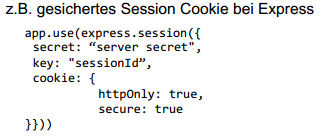 z.B. gesichertes Session Cookie bei Express
app.use(express.session({
secret: “server secret",
key: "sessionId”,
cookie: {
httpOnly: true,
secure: true
}}))